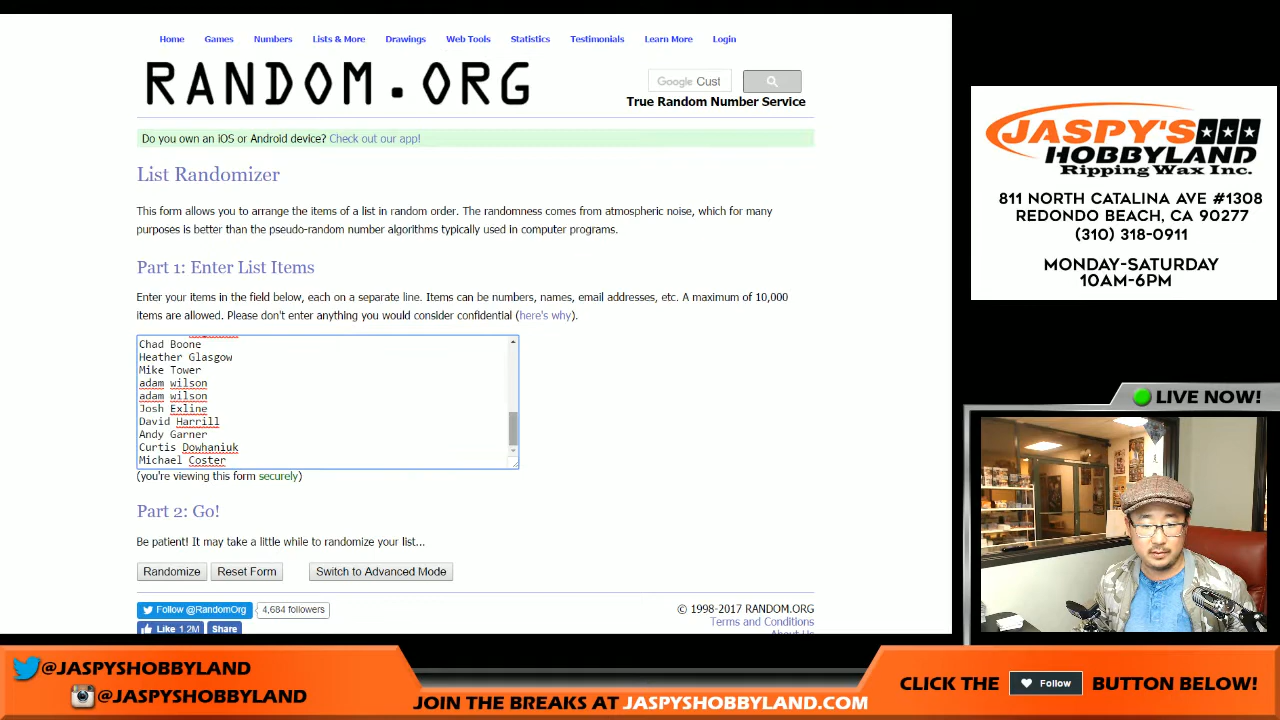 Home Games Numbers Lists & More Drawings Web Tools Statistics Testimonials Learn More Login
RANDOM.ORG
Google Cust
True Random Number Service
Do you own an iOS or Android device? Check out our app!
List Randomizer
This form allows you to arrange the items of a list in random order. The randomness comes from atmospheric noise, which for many
purposes is better than the pseudo-random number algorithms typically used in computer programs.
Part 1: Enter List Items
Enter your items in the field below, each on a separate line. Items can be numbers, names, email addresses, etc. A maximum of 10,000
items are allowed. Please don't enter anything you would consider confidential (here's why).
Chad Boone
Heather Glasgow
Mike Tower
adam wilson
adam wilson
Josh Exline
David Harrill
Andy Garner
Curtis Dowhaniuk
Michael Coster
(you're viewing this form securely)
Part 2: Go!
Be patient! It may take a little while to randomize your list...
Randomize Reset Form Switch to Advanced Mode
Follow @RandomOrg 4,684 followers
Like 1.2M Share
© 1998-2017 RANDOM.ORG
Terms and Conditions
About Us
JASPY'S
HOBBYLAND
Ripping Wax Inc.
811 NORTH CATALINA AVE #1308
REDONDO BEACH, CA 90277
(310) 318-0911
MONDAY-SATURDAY
10AM-6PM
LIVE NOW!
@JASPYSHOBBYLAND
@JASPYSHOBBYLAND
JOIN THE BREAKS AT JASPYSHOBBYLAND.COM
CLICK THE Follow BUTTON BELOW!